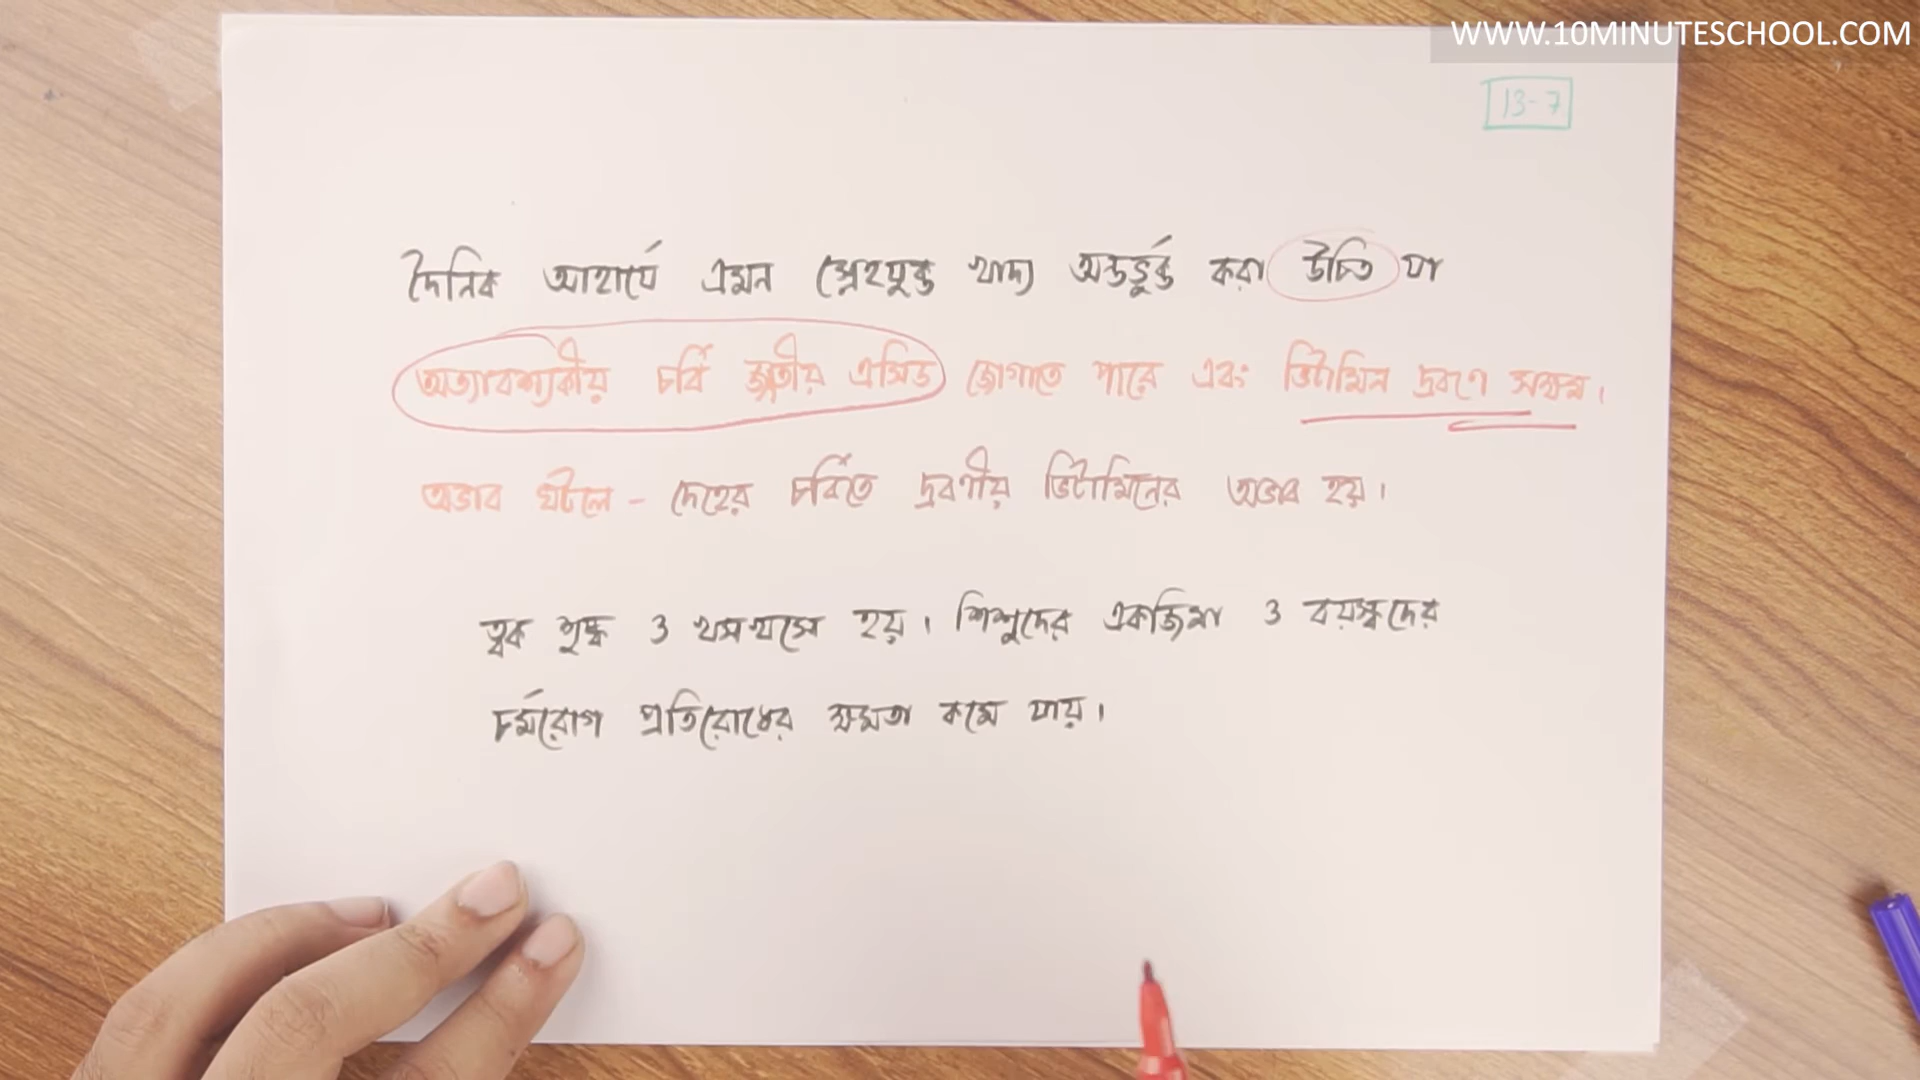 WWW.10MINUTESCHOOL.COM
13-7
দৈনিক আহার্যে এমন স্নেহযুক্ত খাদ্য অন্তর্ভুক্ত করা উচিত যা
অত্যাবশ্যকীয় চর্বি জাতীয় এসিড জোগাতে পারে এবং ভিটামিন দ্রবণে সক্ষম।
অভাব ঘটলে - দেহের চর্বিতে দ্রবণীয় ভিটামিনের অভাব হয়।
ত্বক শুষ্ক ও খসখসে হয়। শিশুদের একজিমা ও বয়স্কদের
চর্মরোগ প্রতিরোধের ক্ষমতা কমে যায়।